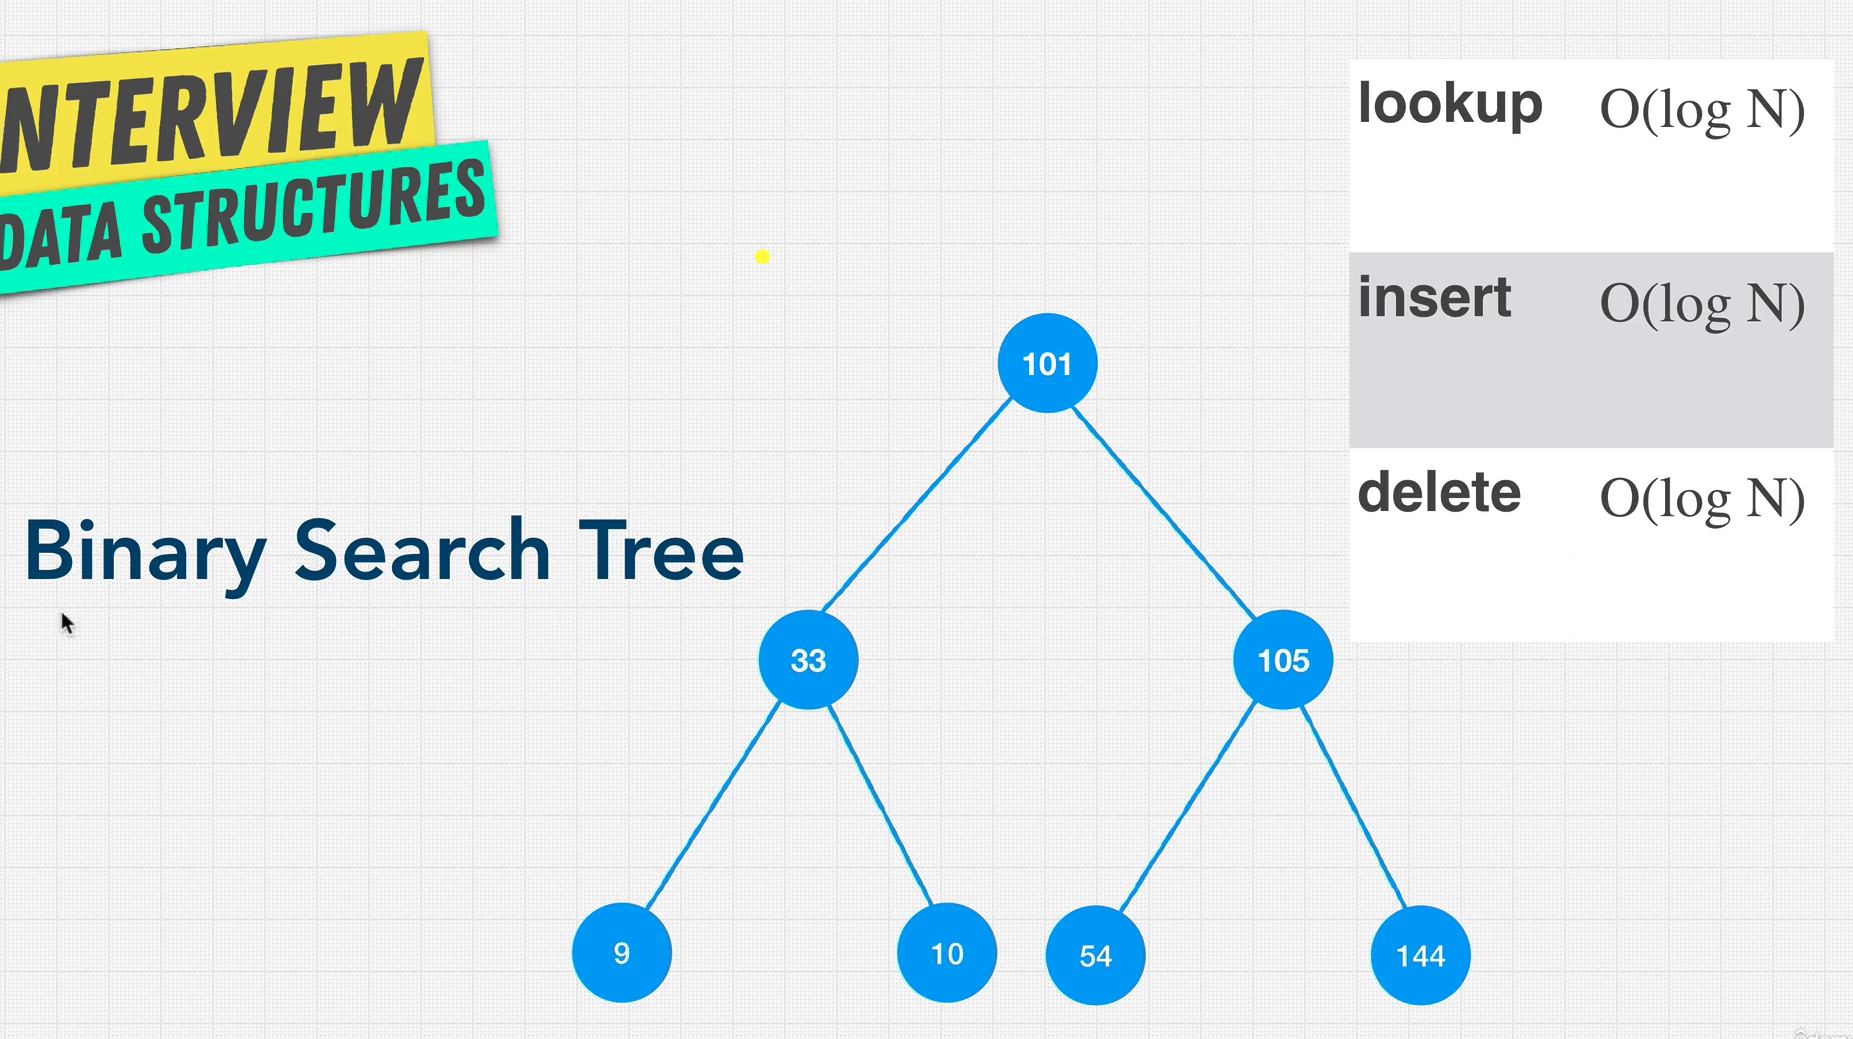 NTERVIEW
DATA STRUCTURES
lookup O(log N)
insert O(log N)
delete O(log N)
Binary Search Tree
101
33 105
9 10 54 144